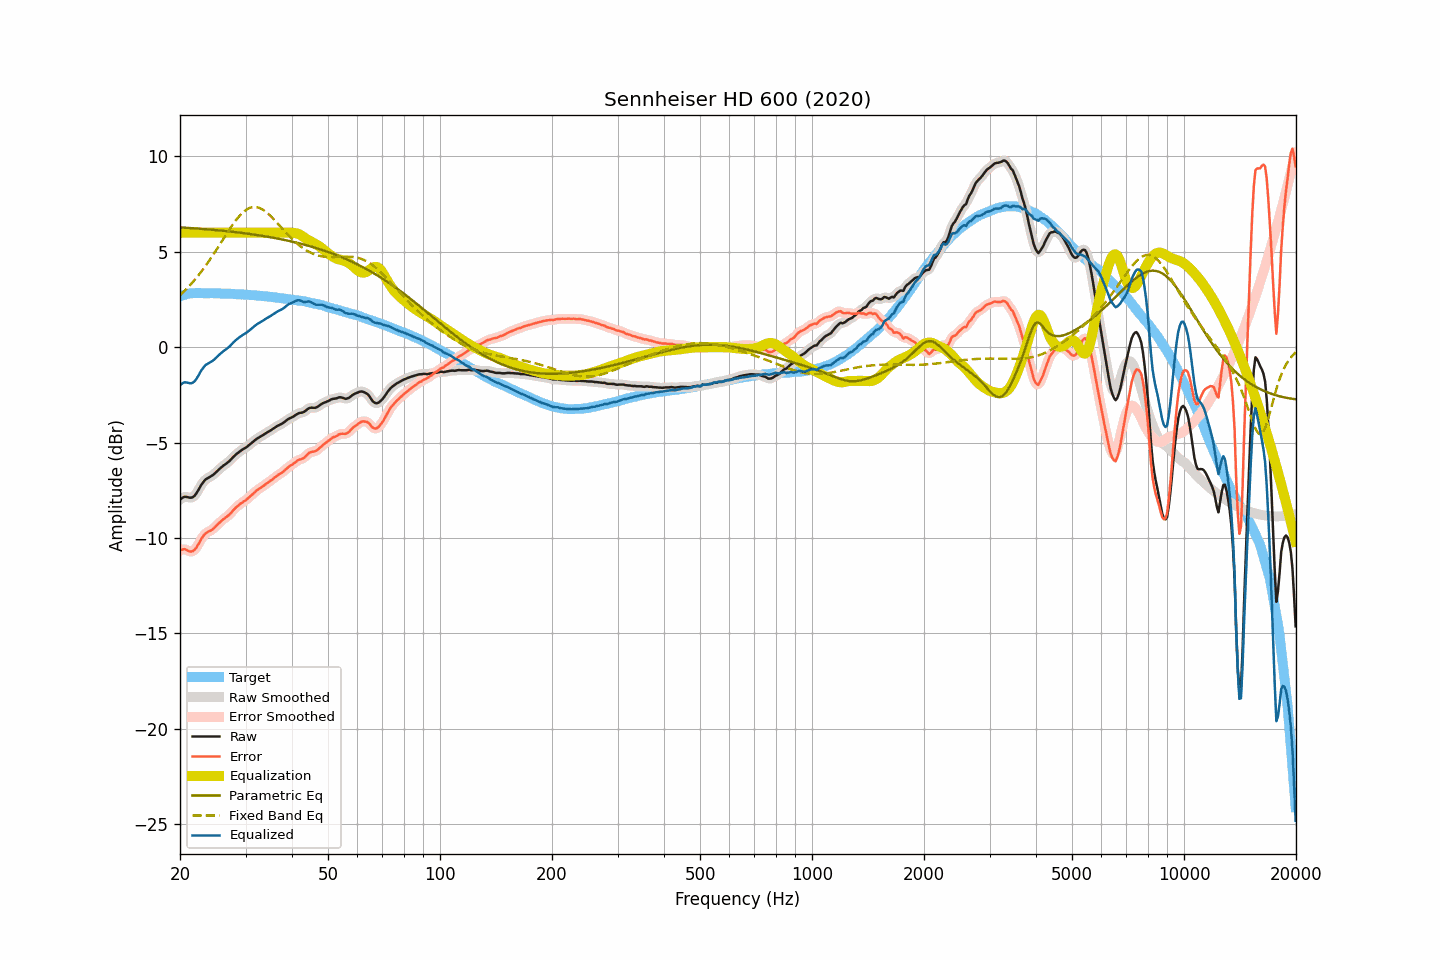 Sennheiser HD 600 (2020)
Amplitude (dBr)
10
5
0
−5
−10
−15
−20
−25
Target
Raw Smoothed
Error Smoothed
Raw
Error
Equalization
Parametric Eq
Fixed Band Eq
Equalized
20 50 100 200 500 1000 2000 5000 10000 20000
Frequency (Hz)